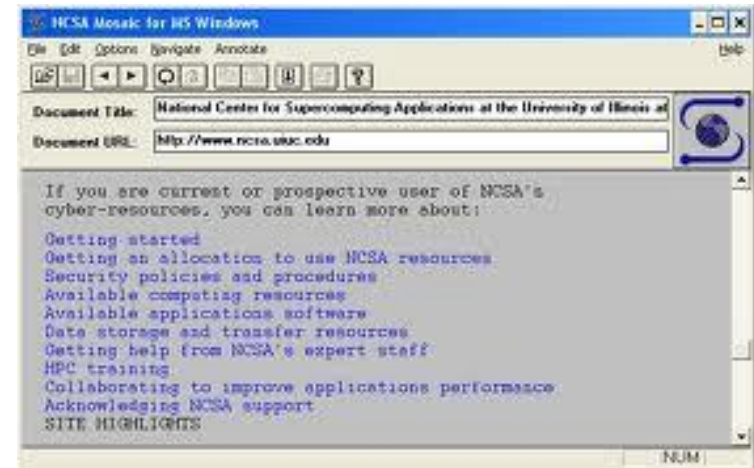 NCSA Mosaic for MS Windows
File Edit Options Navigate Annotate Help
Document Title: National Center for Supercomputing Applications at the University of Illinois at
Document URL: http://www.ncsa.uiuc.edu
If you are current or prospective user of NCSA's
cyber-resources, you can learn more about:
Getting started
Getting an allocation to use NCSA resources
Security policies and procedures
Available computing resources
Available applications software
Data storage and transfer resources
Getting help from NCSA's expert staff
HPC training
Collaborating to improve applications performance
Acknowledging NCSA support
SITE HIGHLIGHTS
NUM